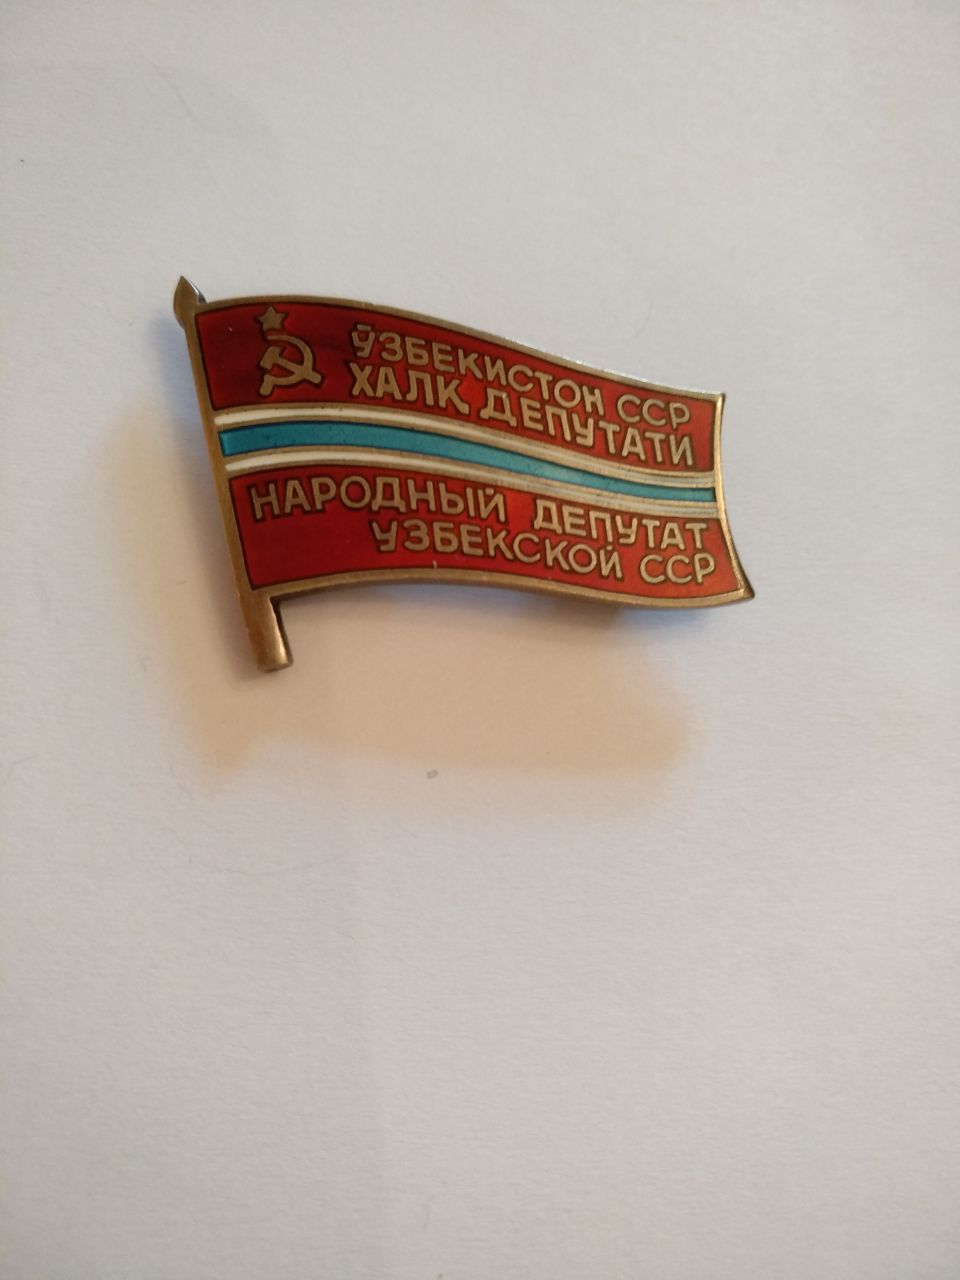 ЎЗБЕКИСТОН ССР
ХАЛҚ ДЕПУТАТИ
НАРОДНЫЙ ДЕПУТАТ
УЗБЕКСКОЙ ССР